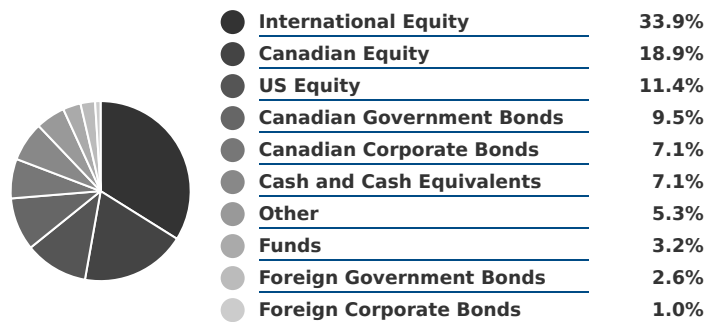 International Equity 33.9%
Canadian Equity 18.9%
US Equity 11.4%
Canadian Government Bonds 9.5%
Canadian Corporate Bonds 7.1%
Cash and Cash Equivalents 7.1%
Other 5.3%
Funds 3.2%
Foreign Government Bonds 2.6%
Foreign Corporate Bonds 1.0%